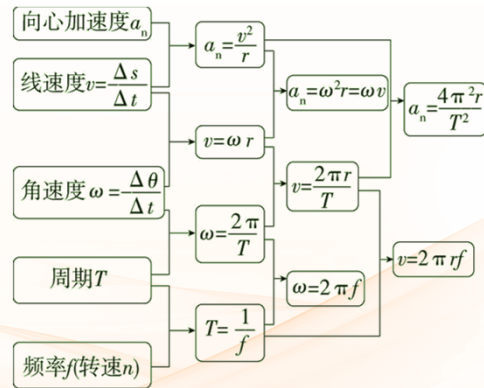 向心加速度aₙ
线速度v=Δs/Δt
角速度ω=Δθ/Δt
周期T
频率f(转速n)
aₙ=v²/r
v=ωr
ω=2π/T
T=1/f
aₙ=ω²r=ωv
v=2πr/T
ω=2πf
aₙ=4π²r/T²
v=2πrf